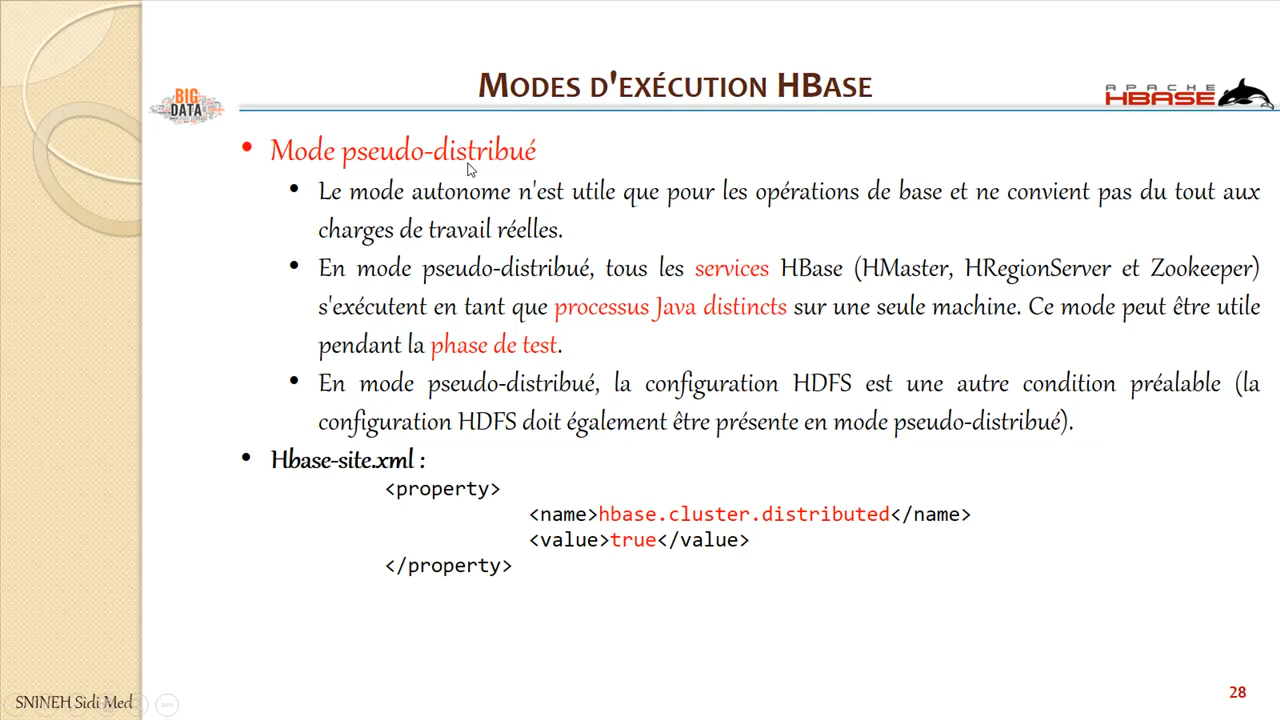 MODES D'EXÉCUTION HBASE
BIG
DATA
APACHE
HBASE
• Mode pseudo-distribué
• Le mode autonome n'est utile que pour les opérations de base et ne convient pas du tout aux
charges de travail réelles.
• En mode pseudo-distribué, tous les services HBase (HMaster, HRegionServer et Zookeeper)
s'exécutent en tant que processus Java distincts sur une seule machine. Ce mode peut être utile
pendant la phase de test.
• En mode pseudo-distribué, la configuration HDFS est une autre condition préalable (la
configuration HDFS doit également être présente en mode pseudo-distribué).
• Hbase-site.xml :
<property>
<name>hbase.cluster.distributed</name>
<value>true</value>
</property>
SNINEH Sidi Med
28